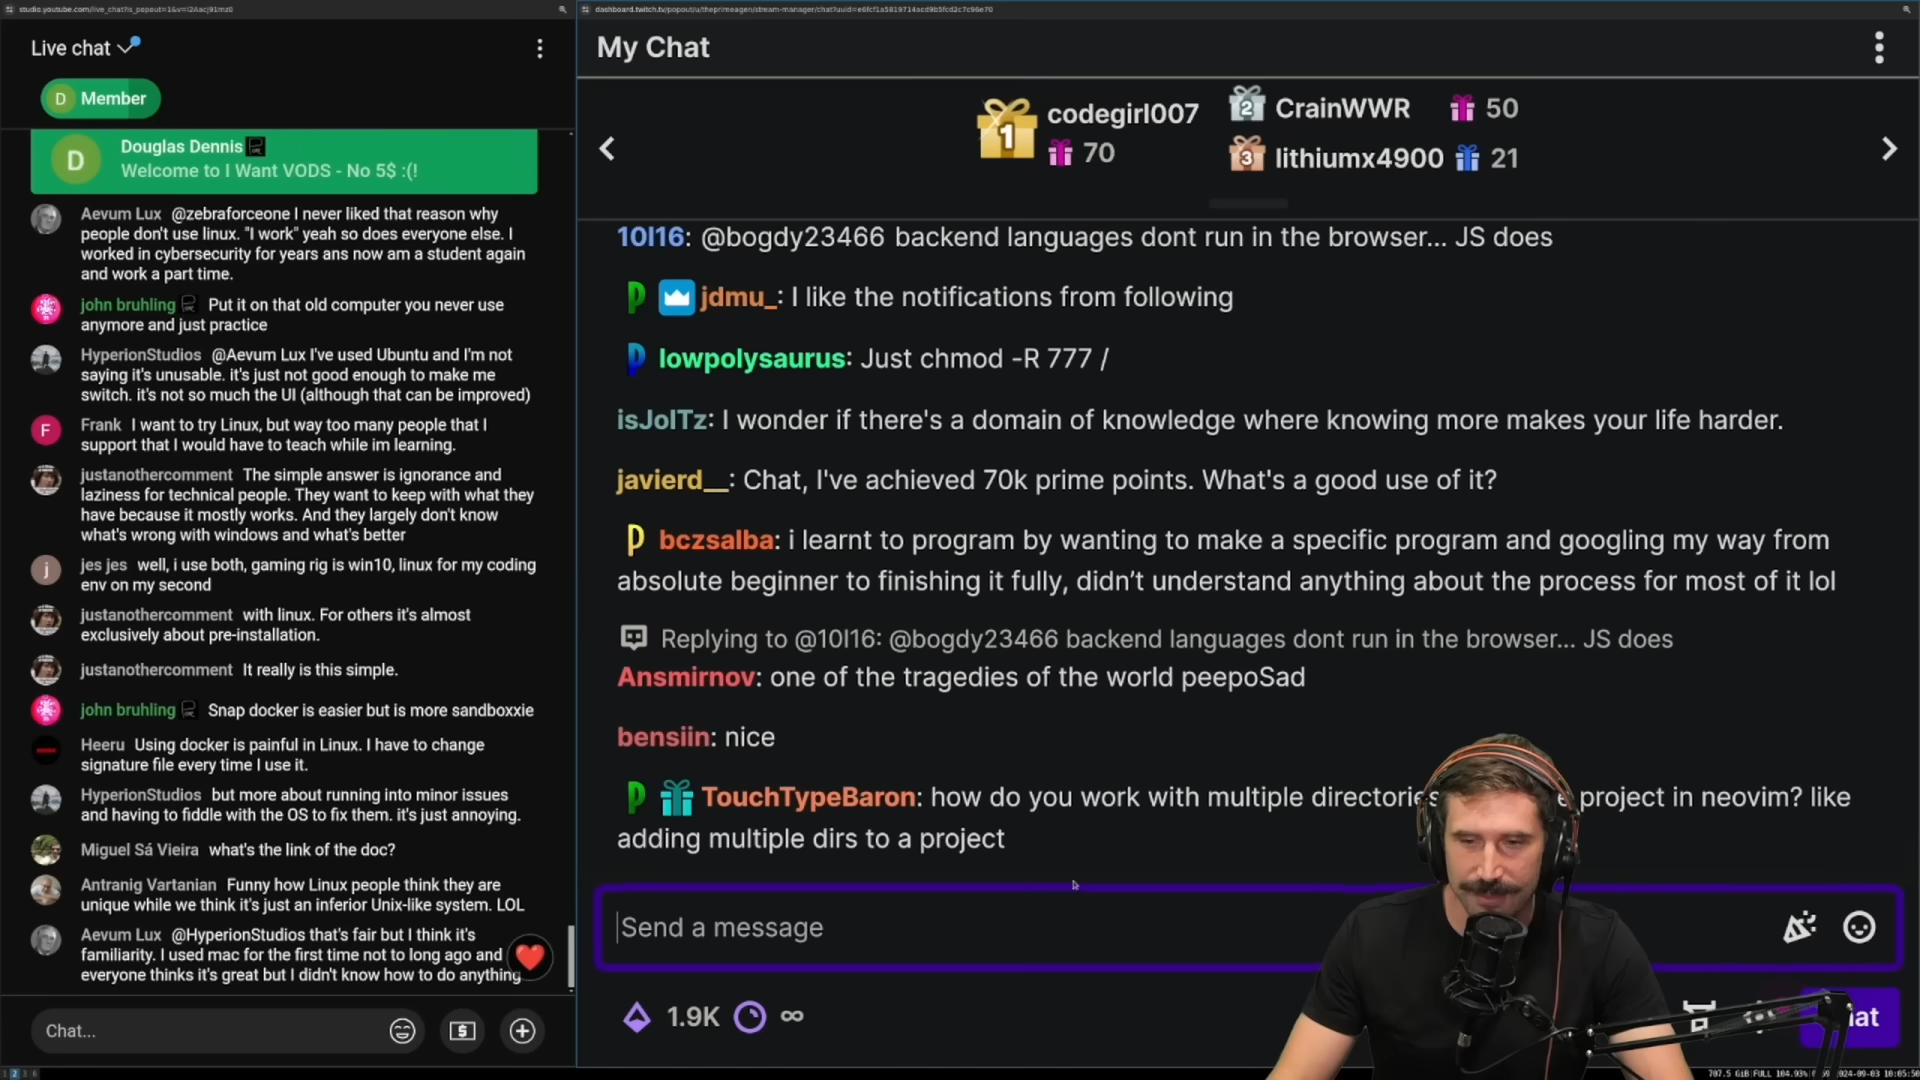 studio.youtube.com/live_chat?is_popout=1&v=
Live chat
D Member
D
Douglas Dennis
Welcome to I Want VODS - No 5$ :(!
Aevum Lux @zebraforceone I never liked that reason why
people don't use linux. "I work" yeah so does everyone else. I
worked in cybersecurity for years ans now am a student again
and work a part time.
john bruhling Put it on that old computer you never use
anymore and just practice
HyperionStudios @Aevum Lux I've used Ubuntu and I'm not
saying it's unusable. it's just not good enough to make me
switch. it's not so much the UI (although that can be improved)
F
Frank I want to try Linux, but way too many people that I
support that I would have to teach while im learning.
justanothercomment The simple answer is ignorance and
laziness for technical people. They want to keep with what they
have because it mostly works. And they largely don't know
what's wrong with windows and what's better
j
jes jes well, i use both, gaming rig is win10, linux for my coding
env on my second
justanothercomment with linux. For others it's almost
exclusively about pre-installation.
justanothercomment It really is this simple.
john bruhling Snap docker is easier but is more sandboxxie
Heeru Using docker is painful in Linux. I have to change
signature file every time I use it.
HyperionStudios but more about running into minor issues
and having to fiddle with the OS to fix them. it's just annoying.
Miguel Sá Vieira what's the link of the doc?
Antranig Vartanian Funny how Linux people think they are
unique while we think it's just an inferior Unix-like system. LOL
Aevum Lux @HyperionStudios that's fair but I think it's
familiarity. I used mac for the first time not to long ago and
everyone thinks it's great but I didn't know how to do anything
Chat...
$
1 2 3 6
dashboard.twitch.tv/popout/u/theprimeagen/stream-manager/chat?uuid=
My Chat
1 codegirl007
70
2 CrainWWR 50
3 lithiumx4900 21
10l16: @bogdy23466 backend languages dont run in the browser... JS does
jdmu_: I like the notifications from following
lowpolysaurus: Just chmod -R 777 /
isJolTz: I wonder if there's a domain of knowledge where knowing more makes your life harder.
javierd__: Chat, I've achieved 70k prime points. What's a good use of it?
bczsalba: i learnt to program by wanting to make a specific program and googling my way from
absolute beginner to finishing it fully, didn't understand anything about the process for most of it lol
Replying to @10l16: @bogdy23466 backend languages dont run in the browser... JS does
Ansmirnov: one of the tragedies of the world peepoSad
bensiin: nice
TouchTypeBaron: how do you work with multiple directories project in neovim? like
adding multiple dirs to a project
Send a message
1.9K ∞
707.5 GiB|FULL 104.93%| 2024-09-03 10:05:50